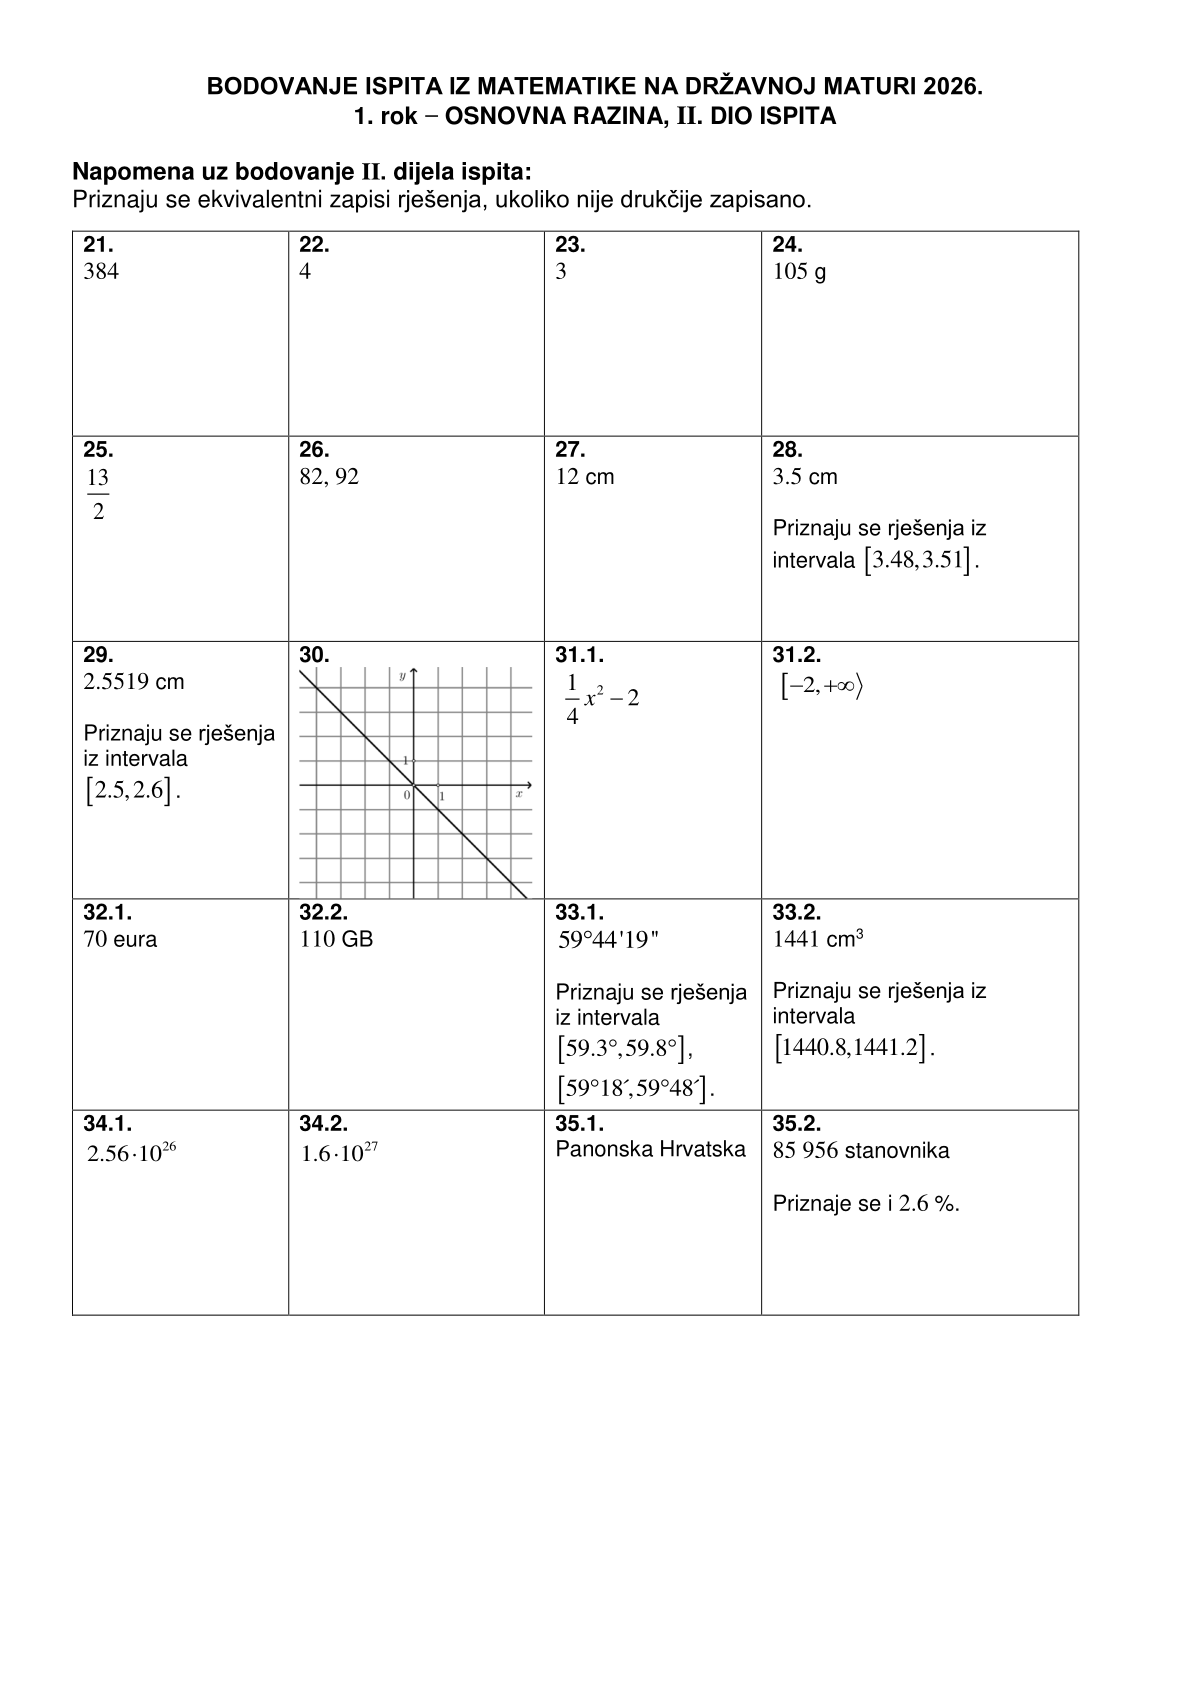 BODOVANJE ISPITA IZ MATEMATIKE NA DRŽAVNOJ MATURI 2026.
1. rok – OSNOVNA RAZINA, II. DIO ISPITA
Napomena uz bodovanje II. dijela ispita:
Priznaju se ekvivalentni zapisi rješenja, ukoliko nije drukčije zapisano.
21.
384
22.
4
23.
3
24.
105 g
25.
13
2
26.
82, 92
27.
12 cm
28.
3.5 cm
Priznaju se rješenja iz
intervala [3.48,3.51].
29.
2.5519 cm
Priznaju se rješenja
iz intervala
[2.5,2.6].
30.
y
1
0 1 x
31.1.
1/4 x² − 2
31.2.
[−2,+∞⟩
32.1.
70 eura
32.2.
110 GB
33.1.
59°44'19"
Priznaju se rješenja
iz intervala
[59.3°,59.8°],
[59°18´,59°48´].
33.2.
1441 cm³
Priznaju se rješenja iz
intervala
[1440.8,1441.2].
34.1.
2.56·10²⁶
34.2.
1.6·10²⁷
35.1.
Panonska Hrvatska
35.2.
85 956 stanovnika
Priznaje se i 2.6 %.